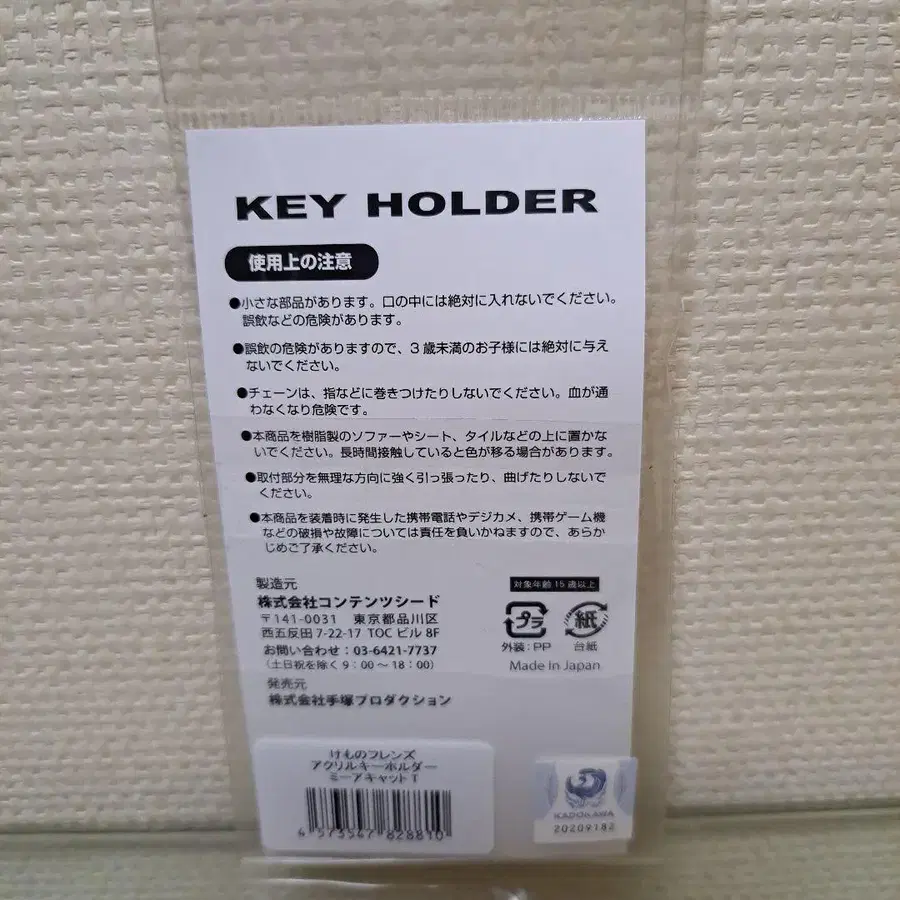 KEY HOLDER
使用上の注意
●小さな部品があります。口の中には絶対に入れないでください。
誤飲などの危険があります。
●誤飲の危険がありますので、3歳未満のお子様には絶対に与え
ないでください。
●チェーンは、指などに巻きつけたりしないでください。血が通
わなくなり危険です。
●本商品を樹脂製のソファーやシート、タイルなどの上に置かな
いでください。長時間接触していると色が移る場合があります。
●取付部分を無理な方向に強く引っ張ったり、曲げたりしないで
ください。
●本商品を装着時に発生した携帯電話やデジカメ、携帯ゲーム機
などの破損や故障については責任を負いかねますので、あらか
じめご了承ください。
製造元
株式会社コンテンツシード
〒141-0031 東京都品川区
西五反田 7-22-17 TOC ビル 8F
お問い合わせ:03-6421-7737
(土日祝を除く 9:00〜18:00)
発売元
株式会社手塚プロダクション
対象年齢15歳以上
プラ 紙
外装:PP 台紙
Made In Japan
けものフレンズ
アクリルキーホルダー
ミーアキャットT
4 573547 828810
KADOKAWA
20209182